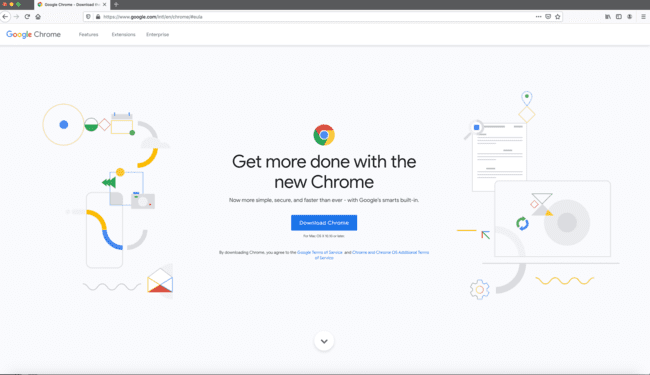 Google Chrome - Download th
https://www.google.com/intl/en/chrome/#eula
Google Chrome Features Extensions Enterprise
Get more done with the
new Chrome
Now more simple, secure, and faster than ever - with Google's smarts built-in.
Download Chrome
For Mac OS X 10.10 or later.
By downloading Chrome, you agree to the Google Terms of Service and Chrome and Chrome OS Additional Terms
of Service